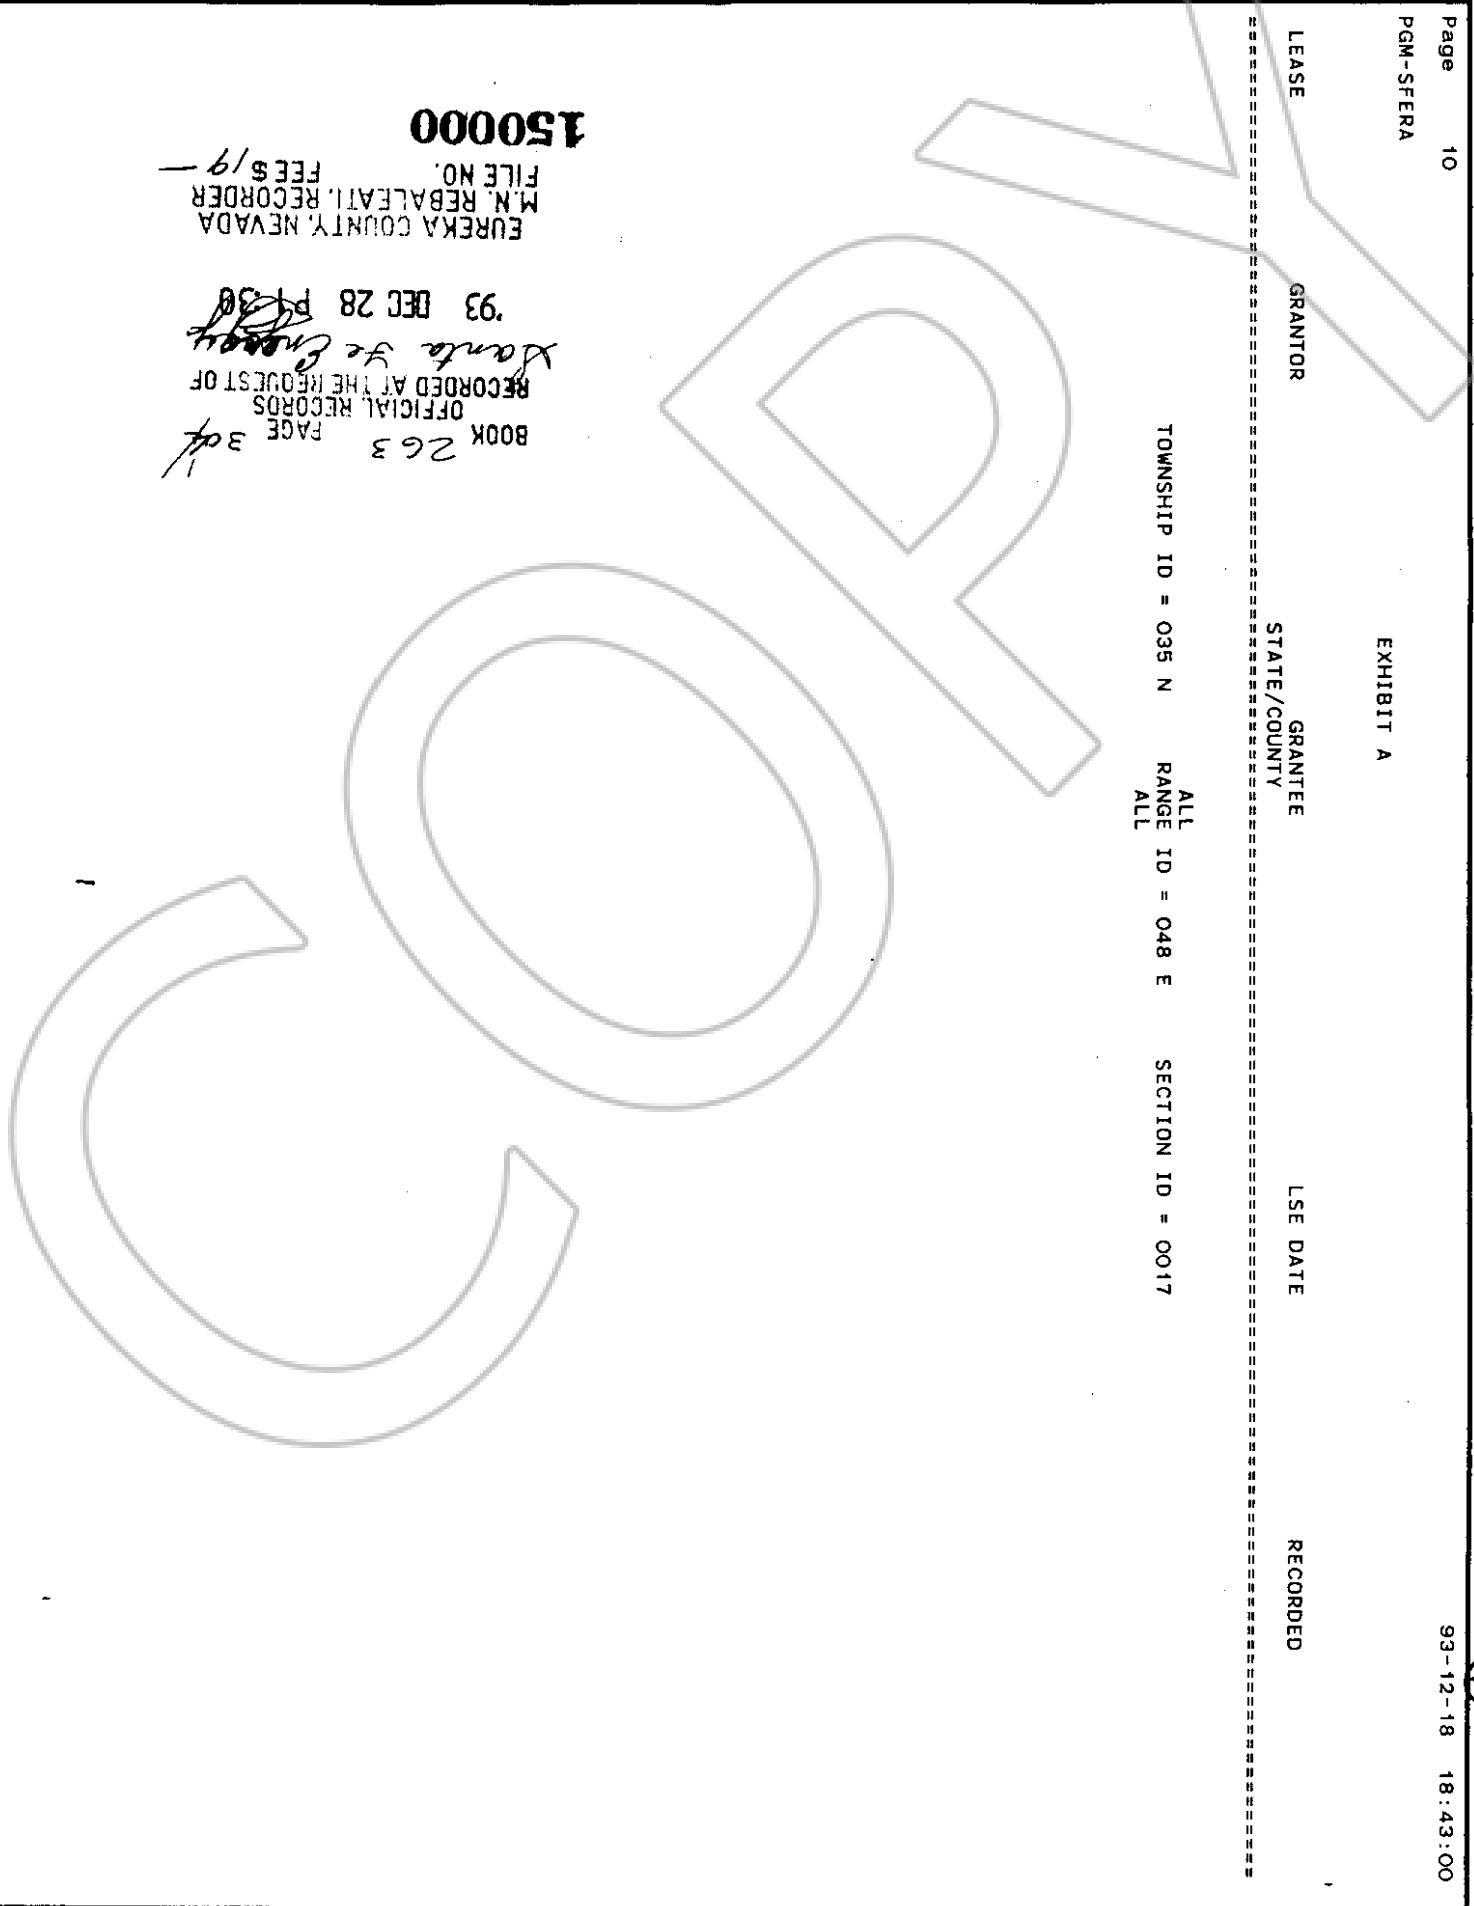 Page 10 93-12-18 18:43:00
PGM-SFERA
EXHIBIT A
LEASE GRANTOR GRANTEE LSE DATE RECORDED
STATE/COUNTY
ALL
TOWNSHIP ID = 035 N RANGE ID = 048 E SECTION ID = 0017
ALL
BOOK 263 PAGE 304
OFFICIAL RECORDS
RECORDED AT THE REQUEST OF
Santa Fe Energy
'93 DEC 28 P1:30
EUREKA COUNTY, NEVADA
M.N. REBALEATI, RECORDER
FILE NO. FEE $19—
150000
COPY